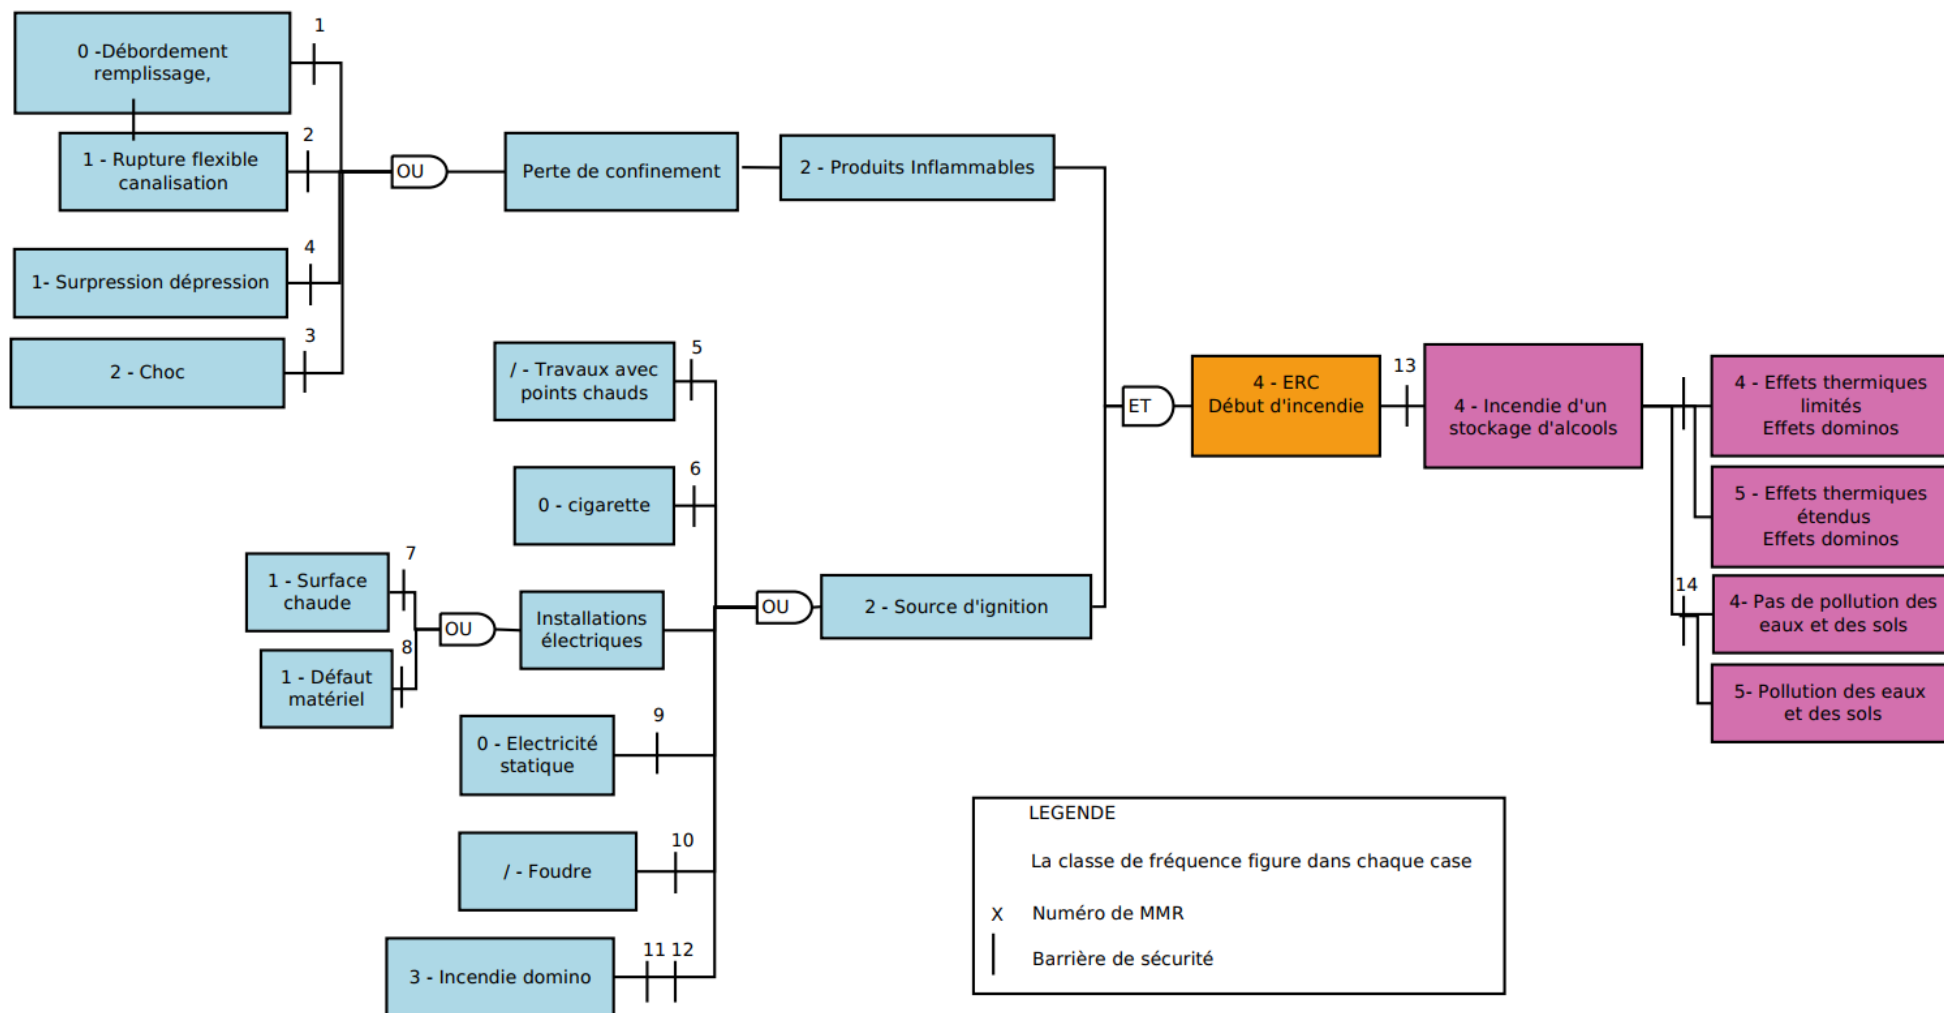 1
0 -Débordement
remplissage,
2
1 - Rupture flexible
canalisation
OU
Perte de confinement
2 - Produits Inflammables
4
1- Surpression dépression
3
2 - Choc
5
/ - Travaux avec
points chauds
6
0 - cigarette
7
1 - Surface
chaude
8
1 - Défaut
matériel
OU
Installations
électriques
OU
2 - Source d'ignition
9
0 - Electricité
statique
10
/ - Foudre
11 12
3 - Incendie domino
ET
4 - ERC
Début d'incendie
13
4 - Incendie d'un
stockage d'alcools
4 - Effets thermiques
limités
Effets dominos
5 - Effets thermiques
étendus
Effets dominos
14
4- Pas de pollution des
eaux et des sols
5- Pollution des eaux
et des sols
LEGENDE
La classe de fréquence figure dans chaque case
X Numéro de MMR
Barrière de sécurité